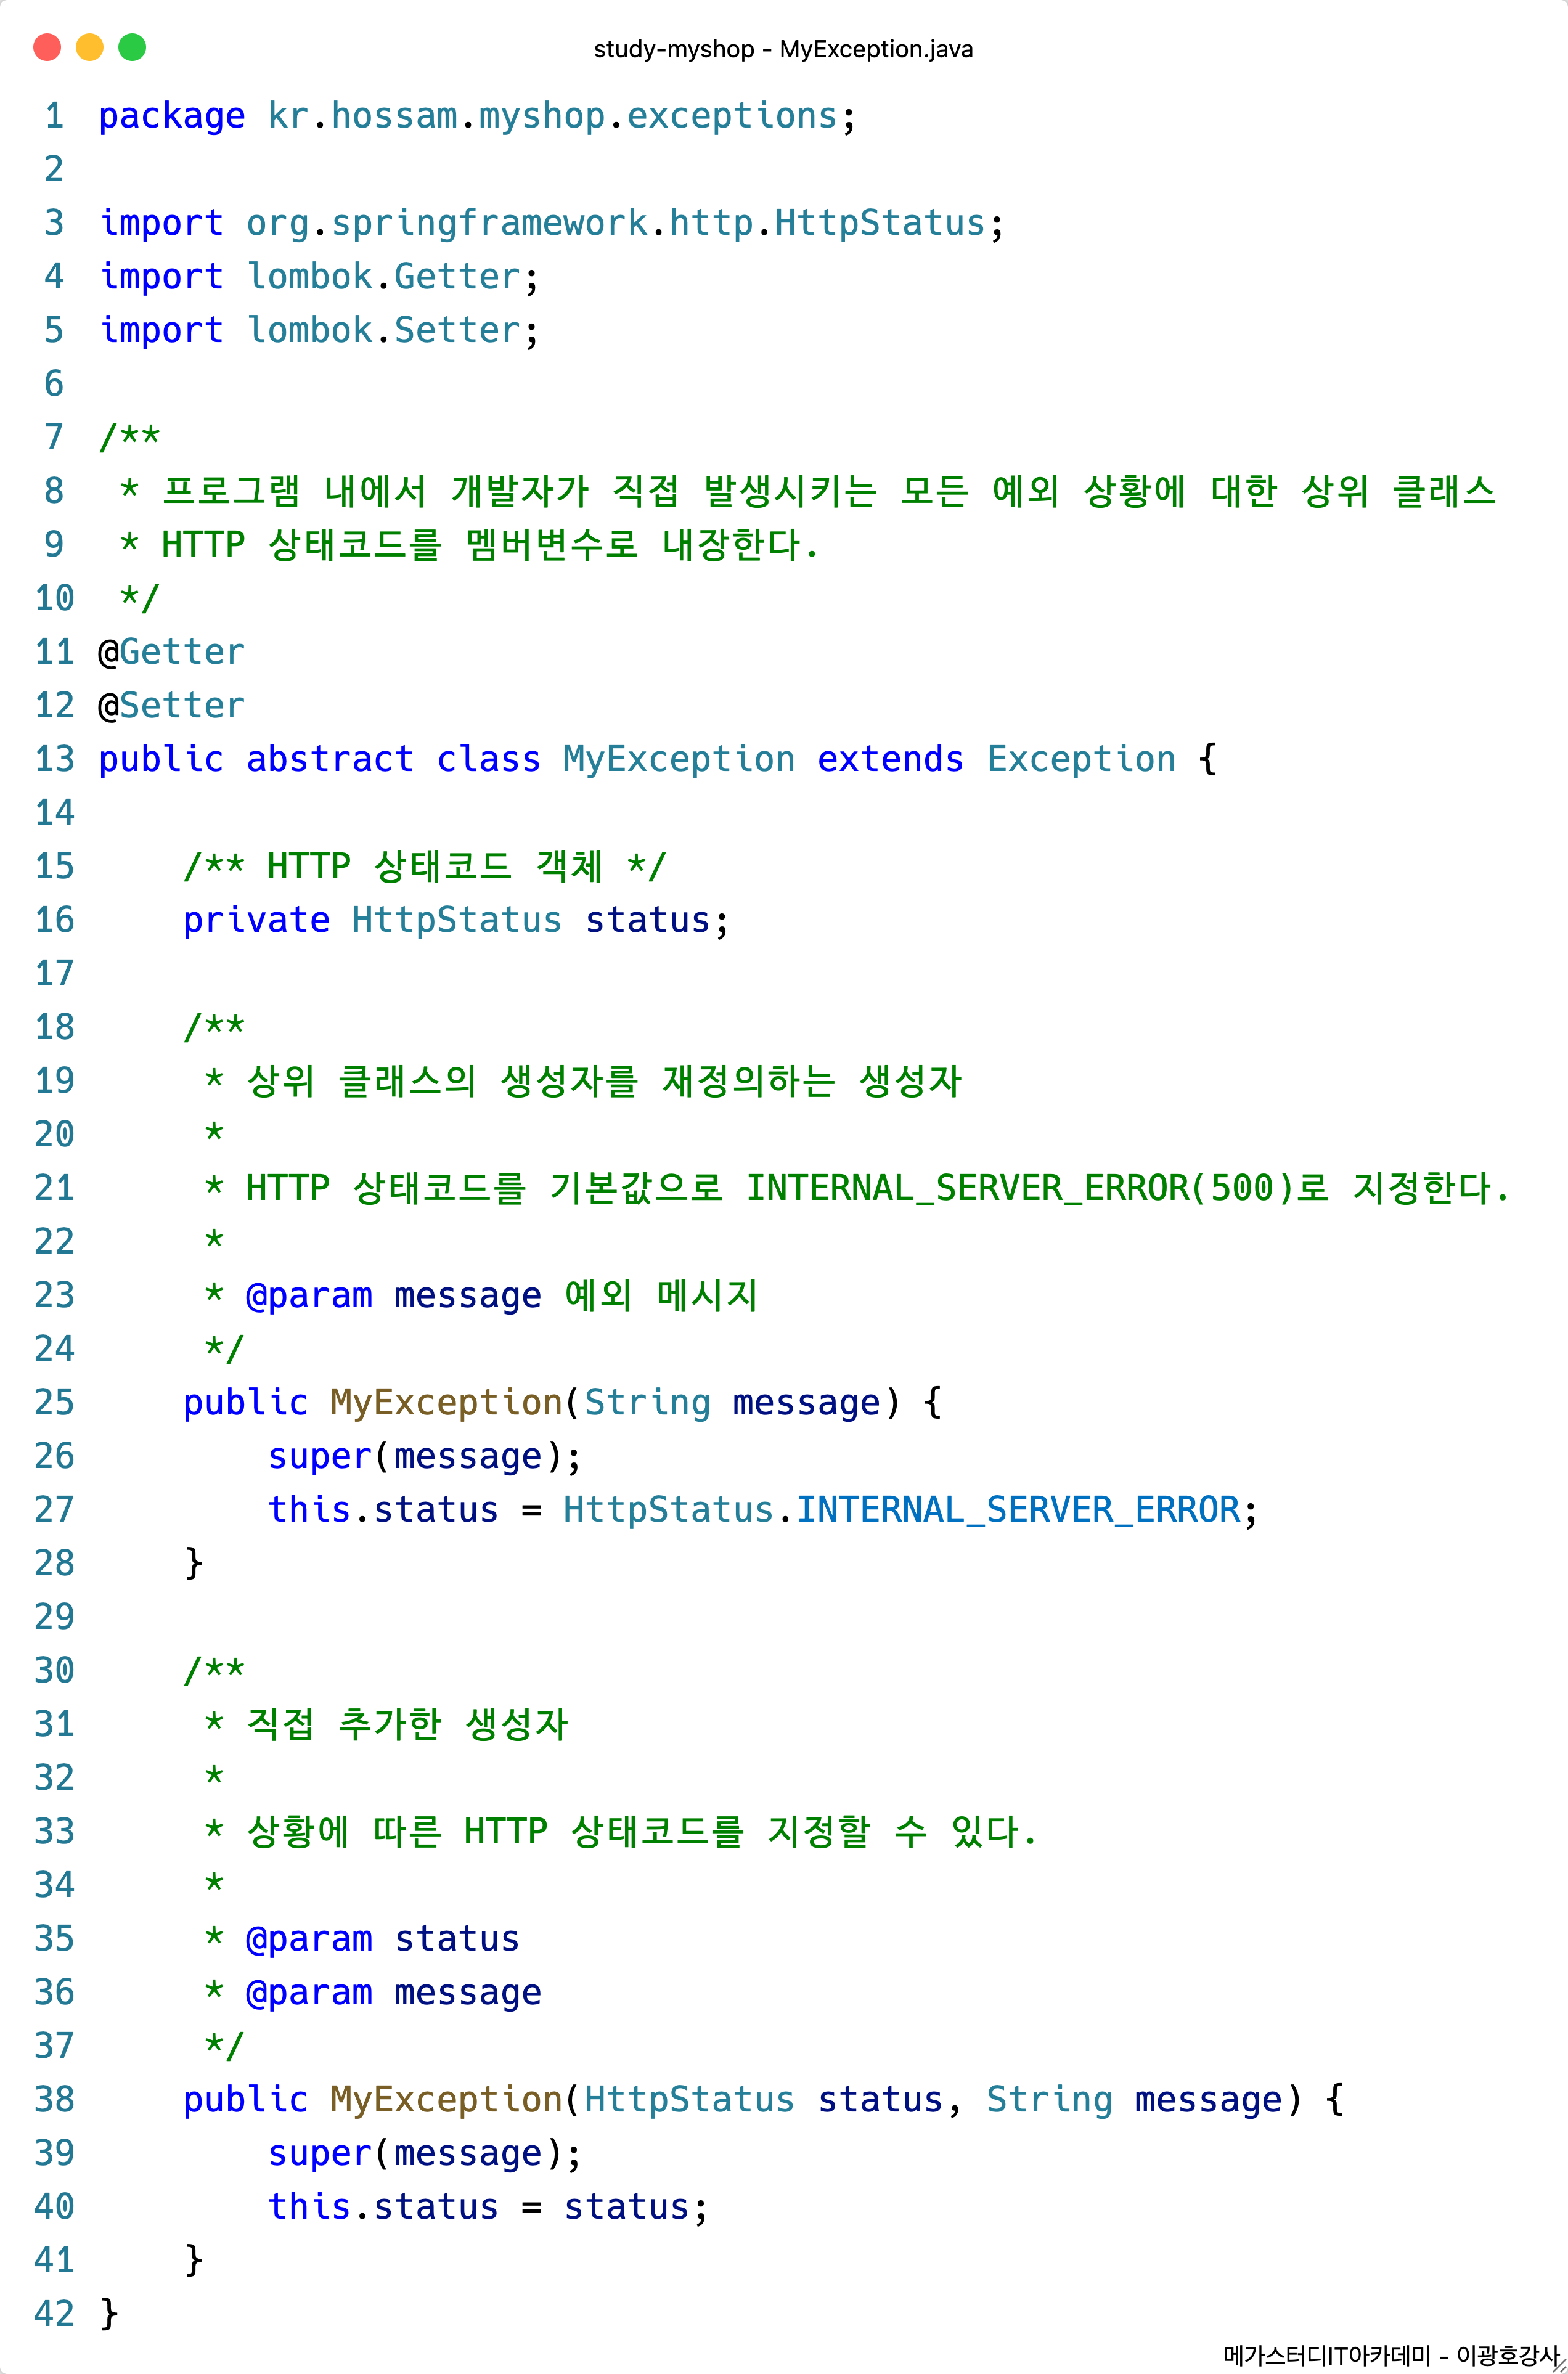 study-myshop - MyException.java
1 package kr.hossam.myshop.exceptions;
2
3 import org.springframework.http.HttpStatus;
4 import lombok.Getter;
5 import lombok.Setter;
6
7 /**
8  * 프로그램 내에서 개발자가 직접 발생시키는 모든 예외 상황에 대한 상위 클래스
9  * HTTP 상태코드를 멤버변수로 내장한다.
10  */
11 @Getter
12 @Setter
13 public abstract class MyException extends Exception {
14
15     /** HTTP 상태코드 객체 */
16     private HttpStatus status;
17
18     /**
19      * 상위 클래스의 생성자를 재정의하는 생성자
20      *
21      * HTTP 상태코드를 기본값으로 INTERNAL_SERVER_ERROR(500)로 지정한다.
22      *
23      * @param message 예외 메시지
24      */
25     public MyException(String message) {
26         super(message);
27         this.status = HttpStatus.INTERNAL_SERVER_ERROR;
28     }
29
30     /**
31      * 직접 추가한 생성자
32      *
33      * 상황에 따른 HTTP 상태코드를 지정할 수 있다.
34      *
35      * @param status
36      * @param message
37      */
38     public MyException(HttpStatus status, String message) {
39         super(message);
40         this.status = status;
41     }
42 }
메가스터디IT아카데미 - 이광호강사